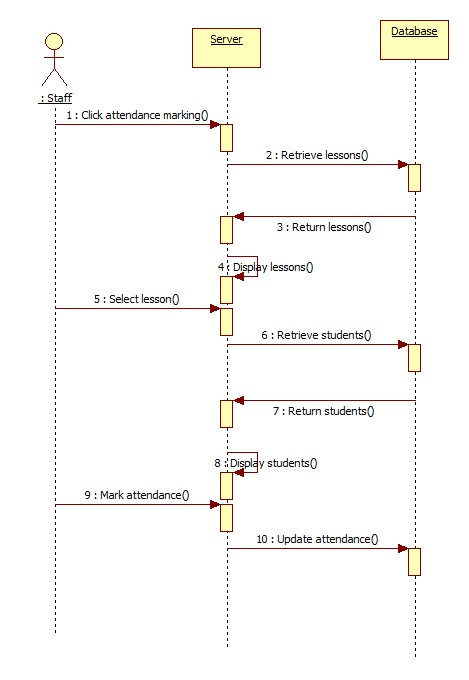 Server
Database
: Staff
1 : Click attendance marking()
2 : Retrieve lessons()
3 : Return lessons()
4 : Display lessons()
5 : Select lesson()
6 : Retrieve students()
7 : Return students()
8 : Display students()
9 : Mark attendance()
10 : Update attendance()